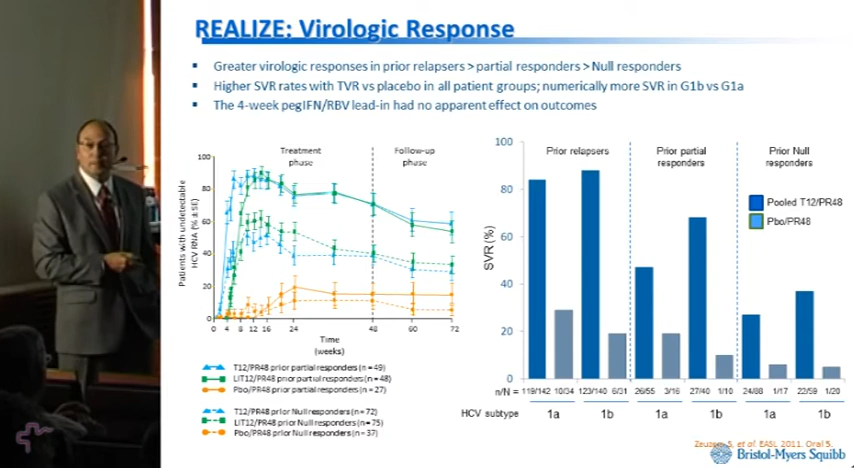 REALIZE: Virologic Response
Greater virologic responses in prior relapsers > partial responders > Null responders
Higher SVR rates with TVR vs placebo in all patient groups; numerically more SVR in G1b vs G1a
The 4-week pegIFN/RBV lead-in had no apparent effect on outcomes
Treatment phase
Follow-up phase
Patients with undetectable
HCV RNA (% ± SE)
100
80
60
40
20
0
0 4 8 12 16 24 36 48 60 72
Time
(weeks)
T12/PR48 prior partial responders (n = 49)
LIT12/PR48 prior partial responders (n = 48)
Pbo/PR48 prior partial responders (n = 27)
T12/PR48 prior Null responders (n = 72)
LIT12/PR48 prior Null responders (n = 75)
Pbo/PR48 prior Null responders (n = 37)
SVR (%)
100
80
60
40
20
0
Prior relapsers
Prior partial responders
Prior Null responders
Pooled T12/PR48
Pbo/PR48
n/N = 119/142 10/34 123/140 6/31 26/55 3/16 27/40 1/10 24/88 1/17 22/59 1/20
HCV subtype 1a 1b 1a 1b 1a 1b
et al. EASL 2011. Oral 5.
Bristol-Myers Squibb